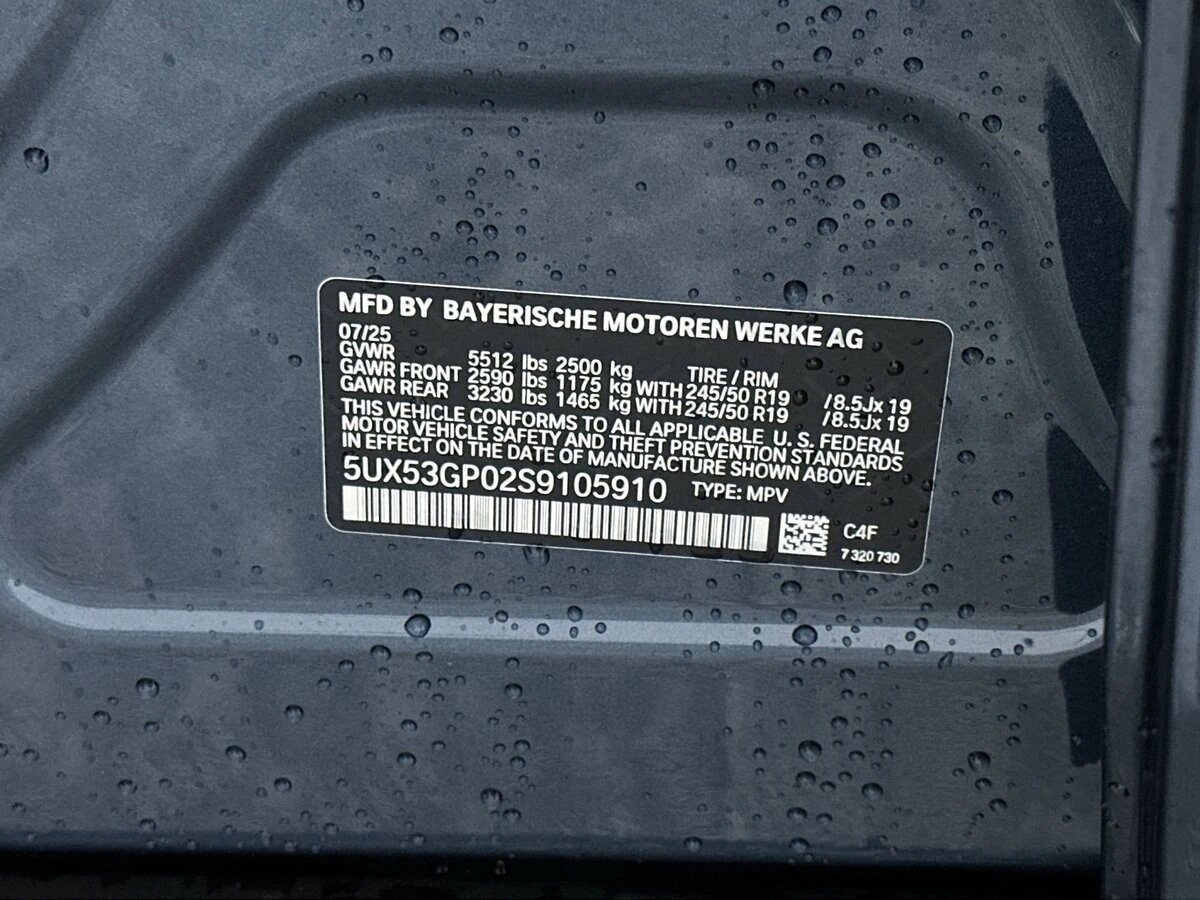 MFD BY BAYERISCHE MOTOREN WERKE AG
07/25
GVWR 5512 lbs 2500 kg TIRE / RIM
GAWR FRONT 2590 lbs 1175 kg WITH 245/50 R19 / 8.5Jx 19
GAWR REAR 3230 lbs 1465 kg WITH 245/50 R19 / 8.5Jx 19
THIS VEHICLE CONFORMS TO ALL APPLICABLE U. S. FEDERAL
MOTOR VEHICLE SAFETY AND THEFT PREVENTION STANDARDS
IN EFFECT ON THE DATE OF MANUFACTURE SHOWN ABOVE.
5UX53GP02S9105910 TYPE: MPV
C4F
7 320 730